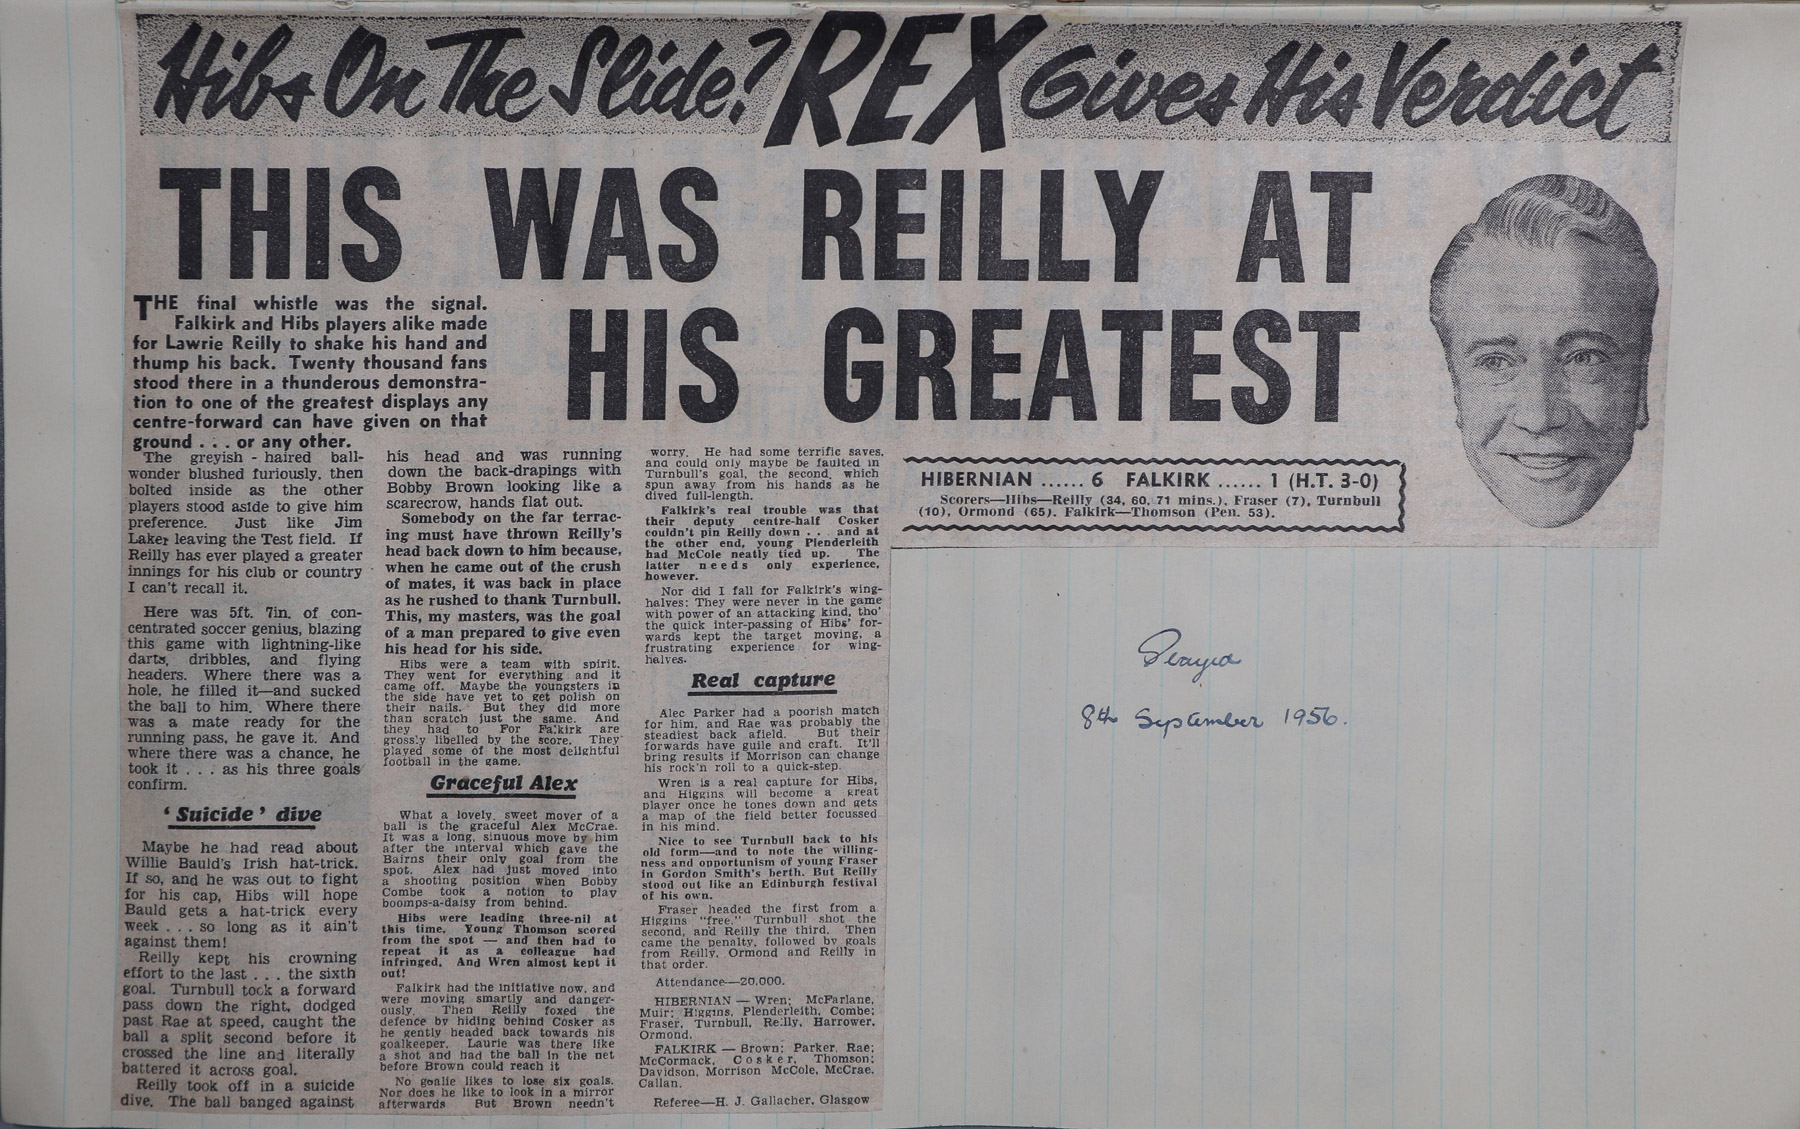 Hibs On The Slide? REX Gives His Verdict
THIS WAS REILLY AT
HIS GREATEST
THE final whistle was the signal.
Falkirk and Hibs players alike made
for Lawrie Reilly to shake his hand and
thump his back. Twenty thousand fans
stood there in a thunderous demonstra-
tion to one of the greatest displays any
centre-forward can have given on that
ground . . . or any other.
The greyish - haired ball-
wonder blushed furiously, then
bolted inside as the other
players stood aside to give him
preference. Just like Jim
Laker leaving the Test field. If
Reilly has ever played a greater
innings for his club or country
I can't recall it.
Here was 5ft. 7in. of con-
centrated soccer genius, blazing
this game with lightning-like
darts, dribbles, and flying
headers. Where there was a
hole, he filled it—and sucked
the ball to him. Where there
was a mate ready for the
running pass, he gave it. And
where there was a chance, he
took it . . . as his three goals
confirm.
' Suicide ' dive
Maybe he had read about
Willie Bauld's Irish hat-trick.
If so, and he was out to fight
for his cap, Hibs will hope
Bauld gets a hat-trick every
week . . . so long as it ain't
against them!
Reilly kept his crowning
effort to the last . . . the sixth
goal. Turnbull took a forward
pass down the right, dodged
past Rae at speed, caught the
ball a split second before it
crossed the line and literally
battered it across goal.
Reilly took off in a suicide
dive. The ball banged against
his head and was running
down the back-drapings with
Bobby Brown looking like a
scarecrow, hands flat out.
Somebody on the far terrac-
ing must have thrown Reilly's
head back down to him because,
when he came out of the crush
of mates, it was back in place
as he rushed to thank Turnbull.
This, my masters, was the goal
of a man prepared to give even
his head for his side.
Hibs were a team with spirit.
They went for everything and it
came off. Maybe the youngsters in
the side have yet to get polish on
their nails. But they did more
than scratch just the same. And
they had to For Falkirk are
grossly libelled by the score. They
played some of the most delightful
football in the game.
Graceful Alex
What a lovely, sweet mover of a
ball is the graceful Alex McCrae.
It was a long, sinuous move by him
after the interval which gave the
Bairns their only goal from the
spot. Alex had just moved into
a shooting position when Bobby
Combe took a notion to play
boomps-a-daisy from behind.
Hibs were leading three-nil at
this time. Young Thomson scored
from the spot — and then had to
repeat it as a colleague had
infringed. And Wren almost kept it
out!
Falkirk had the initiative now, and
were moving smartly and danger-
ously. Then Reilly foxed the
defence by hiding behind Cosker as
he gently headed back towards his
goalkeeper. Laurie was there like
a shot and had the ball in the net
before Brown could reach it
No goalie likes to lose six goals.
Nor does he like to look in a mirror
afterwards But Brown needn't
worry. He had some terrific saves,
and could only maybe be faulted in
Turnbull's goal, the second, which
spun away from his hands as he
dived full-length.
Falkirk's real trouble was that
their deputy centre-half Cosker
couldn't pin Reilly down . . . and at
the other end, young Plenderleith
had McCole neatly tied up. The
latter needs only experience,
however.
Nor did I fall for Falkirk's wing-
halves: They were never in the game
with power of an attacking kind, tho'
the quick inter-passing of Hibs' for-
wards kept the target moving, a
frustrating experience for wing-
halves.
Real capture
Alec Parker had a poorish match
for him, and Rae was probably the
steadiest back afield. But their
forwards have guile and craft. It'll
bring results if Morrison can change
his rock'n roll to a quick-step.
Wren is a real capture for Hibs,
and Higgins will become a great
player once he tones down and gets
a map of the field better focussed
in his mind.
Nice to see Turnbull back to his
old form—and to note the willing-
ness and opportunism of young Fraser
in Gordon Smith's berth. But Reilly
stood out like an Edinburgh festival
of his own.
Fraser headed the first from a
Higgins "free." Turnbull shot the
second, and Reilly the third. Then
came the penalty, followed by goals
from Reilly, Ormond and Reilly in
that order.
Attendance—20,000.
HIBERNIAN — Wren; McFarlane,
Muir; Higgins, Plenderleith, Combe;
Fraser, Turnbull, Reilly, Harrower,
Ormond.
FALKIRK — Brown; Parker, Rae;
McCormack, Cosker, Thomson;
Davidson, Morrison McCole, McCrae,
Callan.
Referee—H. J. Gallacher, Glasgow
HIBERNIAN ...... 6 FALKIRK ...... 1 (H.T. 3-0)
Scorers—Hibs—Reilly (34, 60, 71 mins.), Fraser (7), Turnbull
(10), Ormond (65). Falkirk—Thomson (Pen. 53).
Played
8th September 1956.